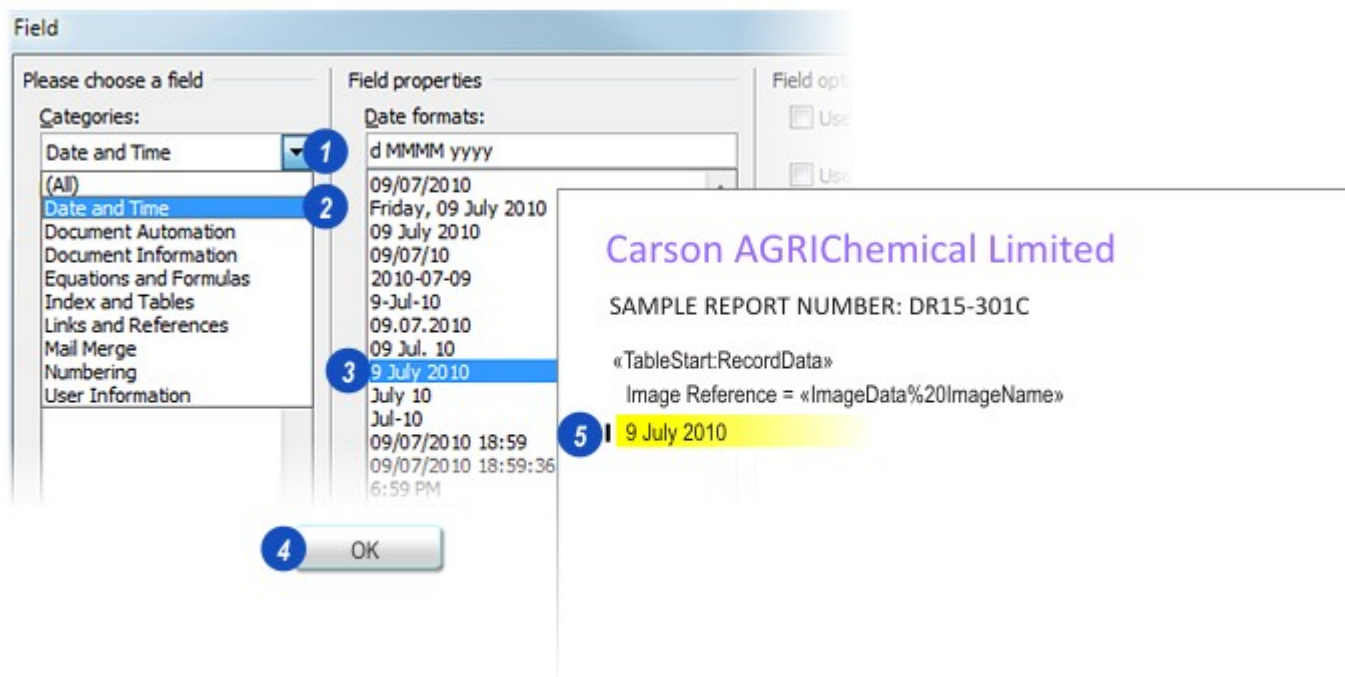 Field
Please choose a field
Categories:
Date and Time
1
(All)
Date and Time
2
Document Automation
Document Information
Equations and Formulas
Index and Tables
Links and References
Mail Merge
Numbering
User Information
Field properties
Date formats:
d MMMM yyyy
09/07/2010
Friday, 09 July 2010
09 July 2010
09/07/10
2010-07-09
9-Jul-10
09.07.2010
09 Jul. 10
3
9 July 2010
July 10
Jul-10
09/07/2010 18:59
09/07/2010 18:59:36
6:59 PM
Field opt
Use
Use
4
OK
Carson AGRIChemical Limited
SAMPLE REPORT NUMBER: DR15-301C
«TableStart:RecordData»
Image Reference = «ImageData%20ImageName»
5
9 July 2010